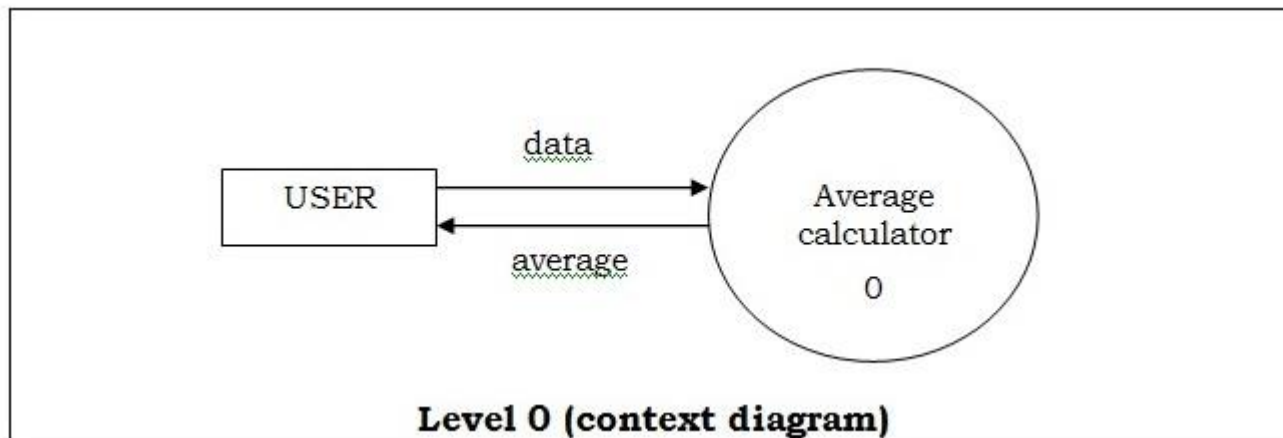 data
USER
average
Average
calculator
0
Level 0 (context diagram)